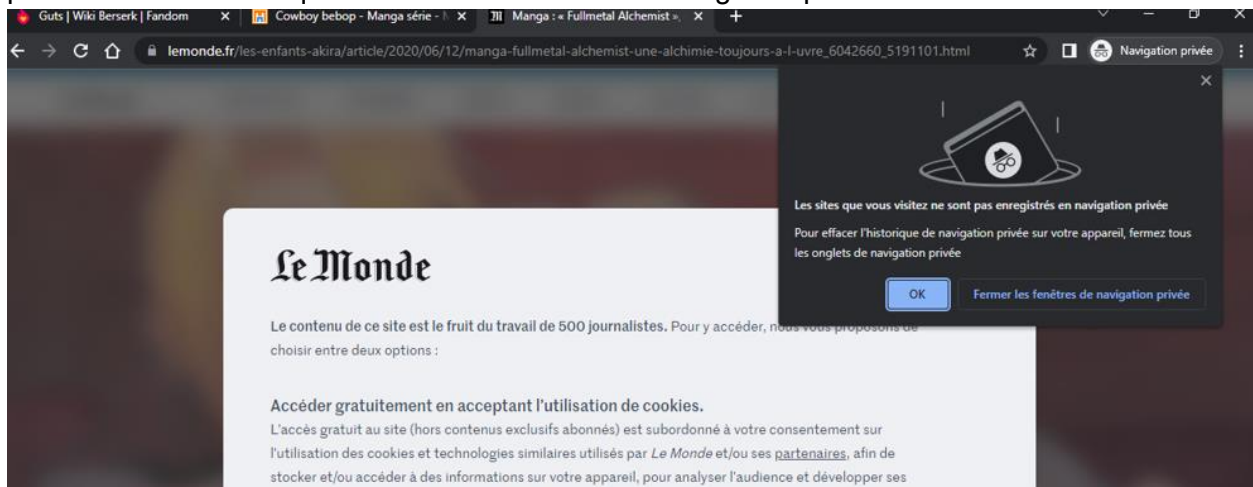 Guts | Wiki Berserk | Fandom
Cowboy bebop - Manga série -
Manga : « Fullmetal Alchemist »,
lemonde.fr/les-enfants-akira/article/2020/06/12/manga-fullmetal-alchemist-une-alchimie-toujours-a-l-uvre_6042660_5191101.html
Navigation privée
Les sites que vous visitez ne sont pas enregistrés en navigation privée
Pour effacer l'historique de navigation privée sur votre appareil, fermez tous
les onglets de navigation privée
OK
Fermer les fenêtres de navigation privée
Le Monde
Le contenu de ce site est le fruit du travail de 500 journalistes. Pour y accéder, nous vous proposons de
choisir entre deux options :
Accéder gratuitement en acceptant l'utilisation de cookies.
L'accès gratuit au site (hors contenus exclusifs abonnés) est subordonné à votre consentement sur
l'utilisation des cookies et technologies similaires utilisés par Le Monde et/ou ses partenaires, afin de
stocker et/ou accéder à des informations sur votre appareil, pour analyser l'audience et développer ses